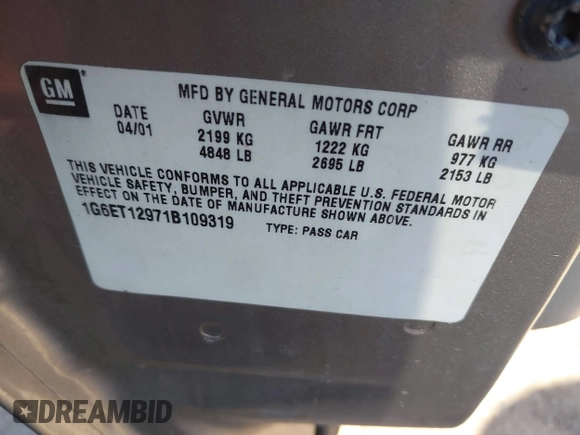 GM ®
MFD BY GENERAL MOTORS CORP
DATE GVWR GAWR FRT GAWR RR
04/01 2199 KG 1222 KG 977 KG
4848 LB 2695 LB 2153 LB
THIS VEHICLE CONFORMS TO ALL APPLICABLE U.S. FEDERAL MOTOR
VEHICLE SAFETY, BUMPER, AND THEFT PREVENTION STANDARDS IN
EFFECT ON THE DATE OF MANUFACTURE SHOWN ABOVE.
1G6ET12971B109319 TYPE: PASS CAR
DREAMBID